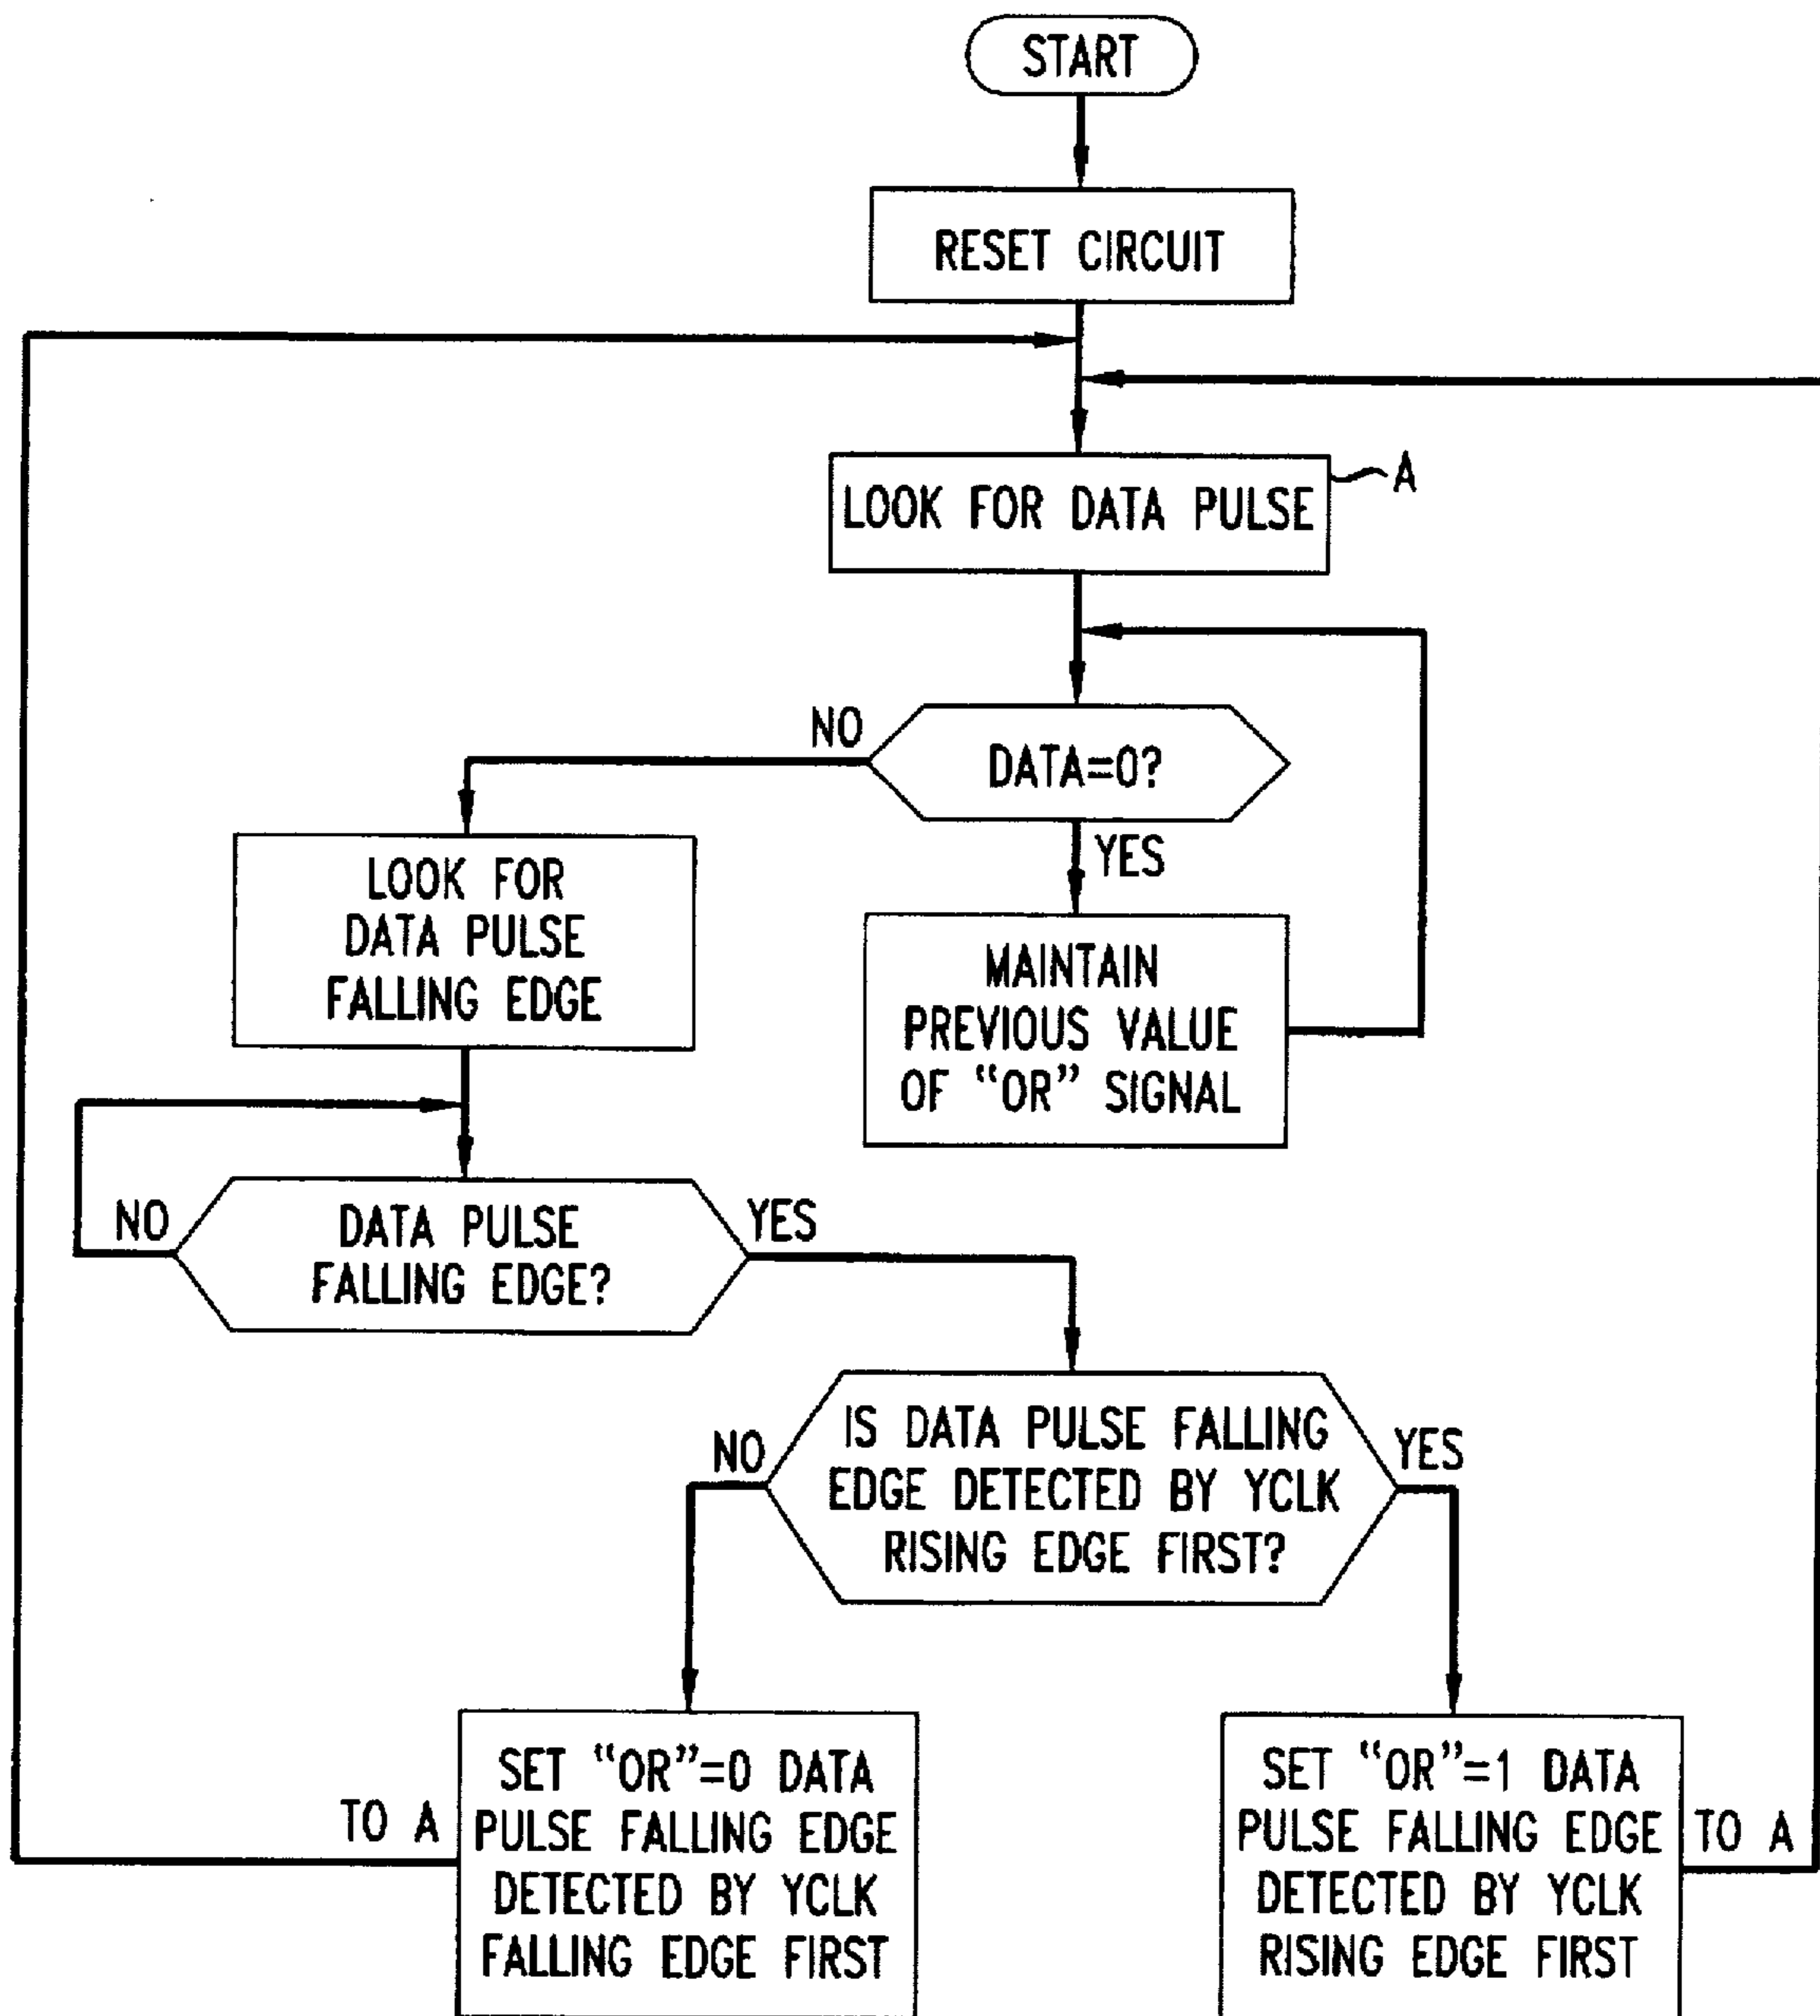 START
RESET CIRCUIT
LOOK FOR DATA PULSE
A
NO
DATA=0?
YES
LOOK FOR
DATA PULSE
FALLING EDGE
MAINTAIN
PREVIOUS VALUE
OF “OR” SIGNAL
NO
DATA PULSE
FALLING EDGE?
YES
NO
IS DATA PULSE FALLING
EDGE DETECTED BY YCLK
RISING EDGE FIRST?
YES
TO A
SET “OR”=0 DATA
PULSE FALLING EDGE
DETECTED BY YCLK
FALLING EDGE FIRST
SET “OR”=1 DATA
PULSE FALLING EDGE
DETECTED BY YCLK
RISING EDGE FIRST
TO A